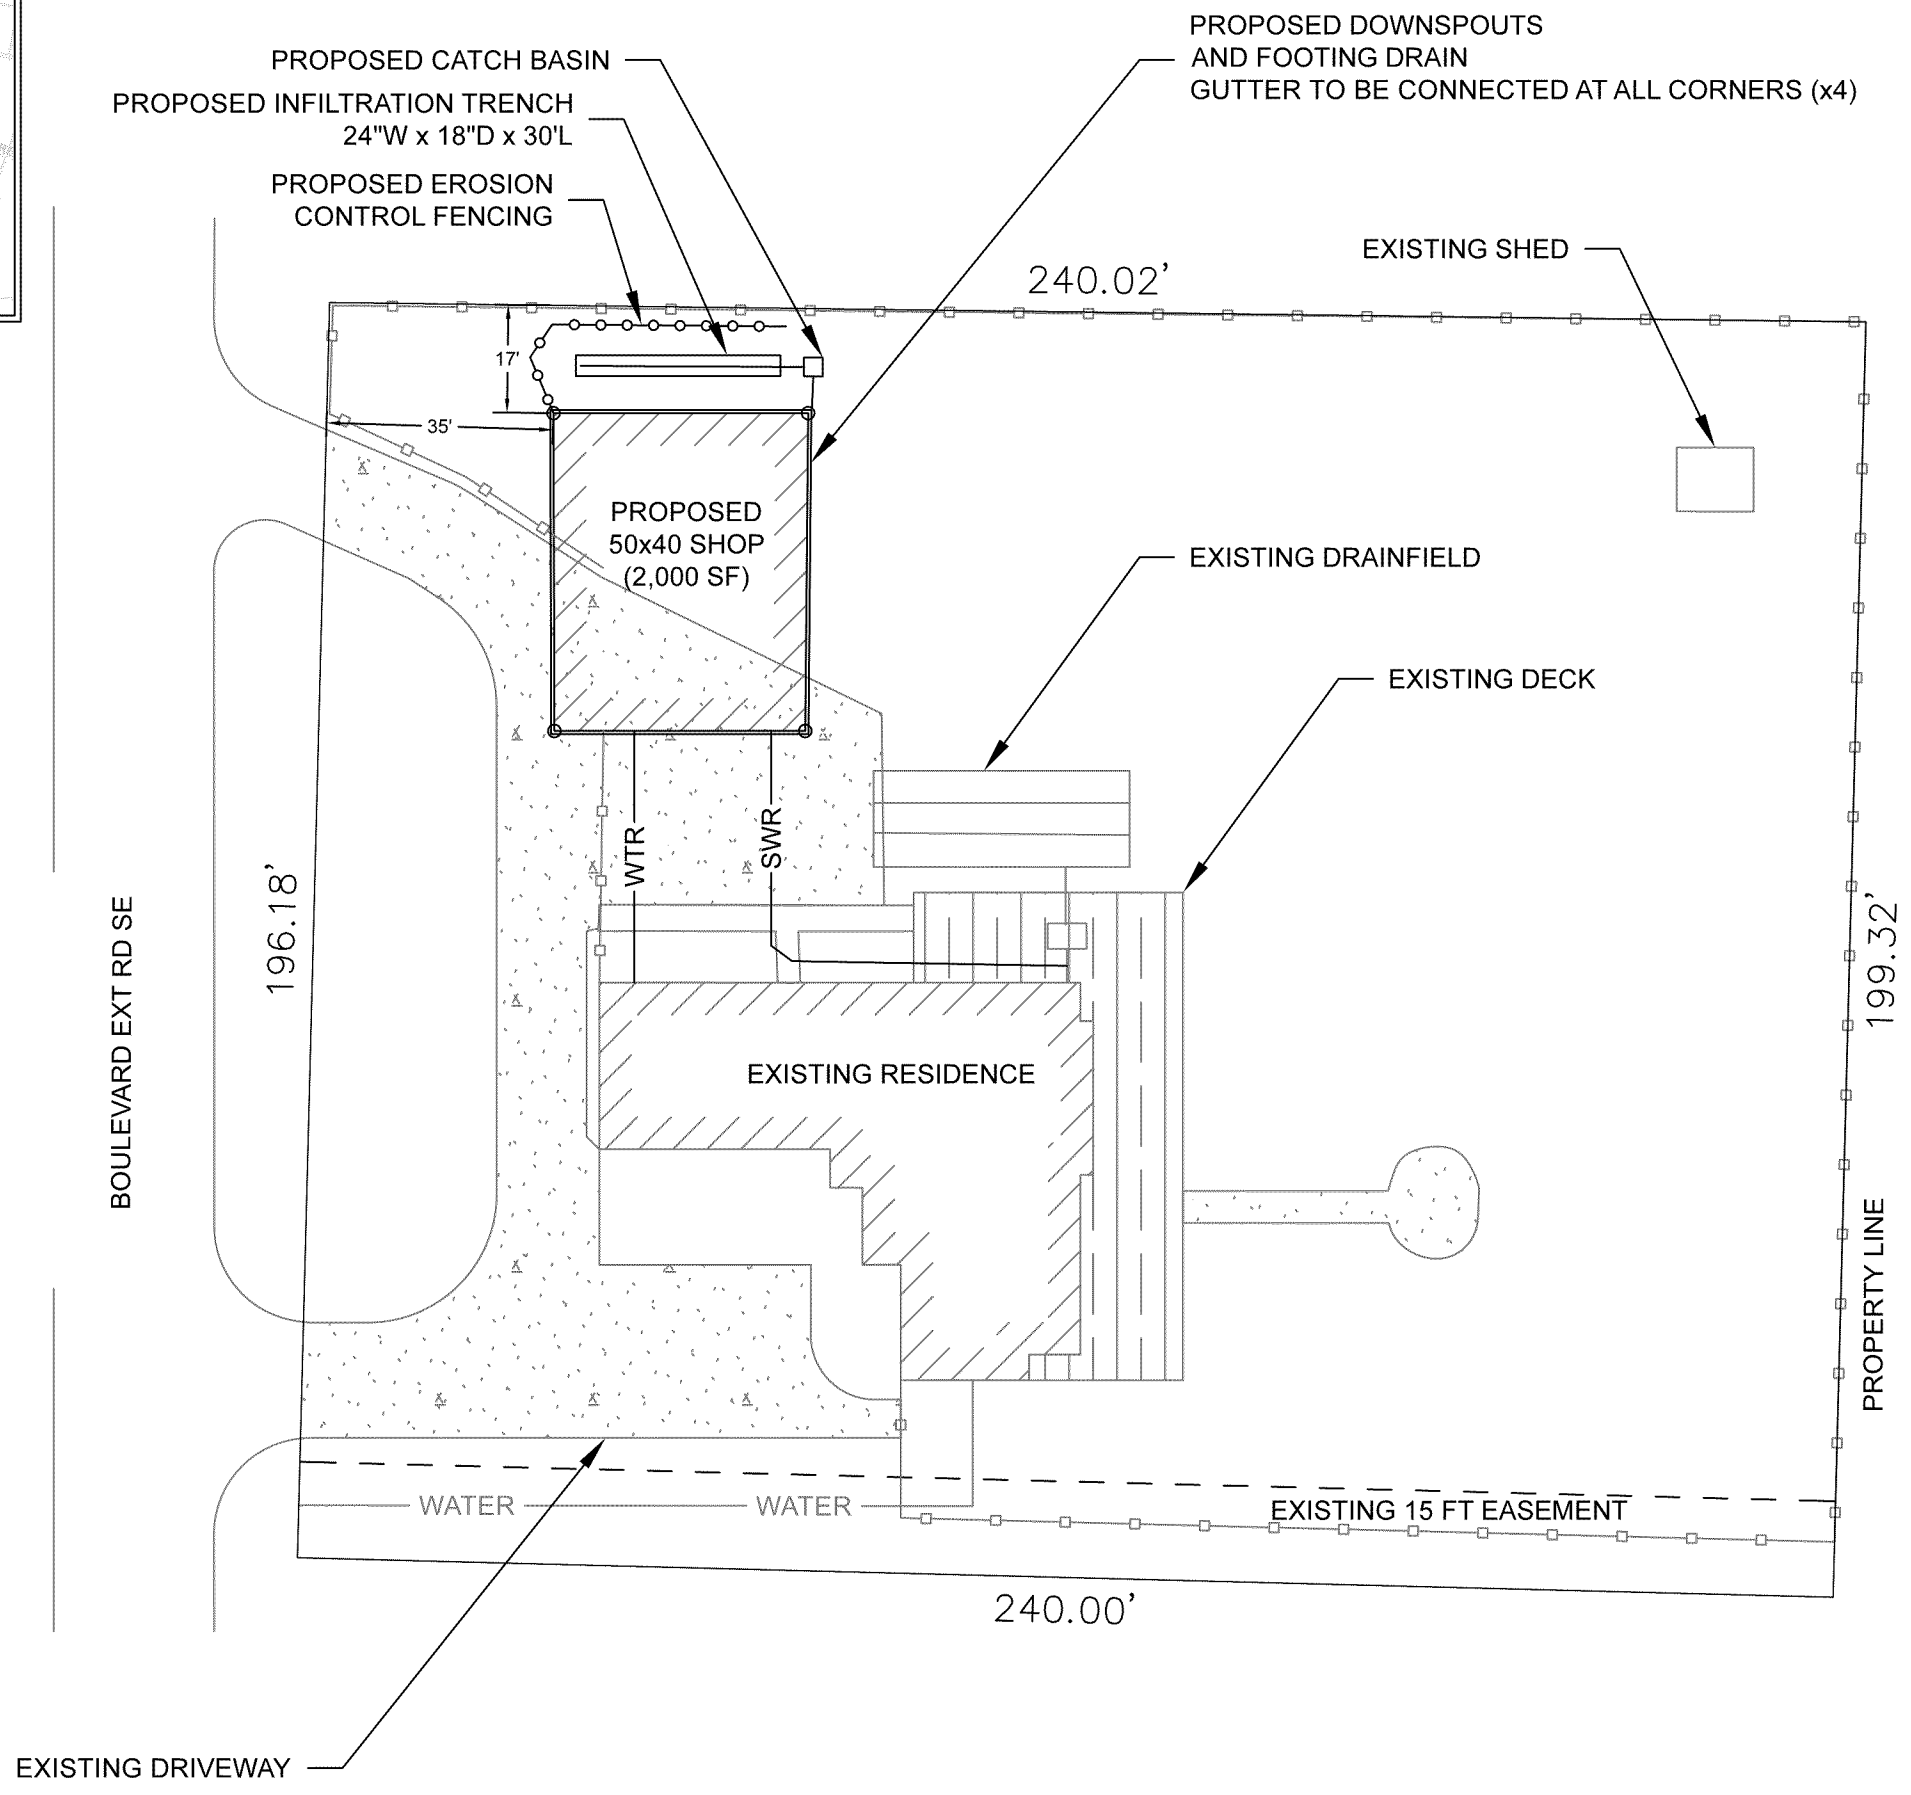 PROPOSED DOWNSPOUTS
AND FOOTING DRAIN
GUTTER TO BE CONNECTED AT ALL CORNERS (x4)
PROPOSED CATCH BASIN
PROPOSED INFILTRATION TRENCH
24"W x 18"D x 30'L
PROPOSED EROSION
CONTROL FENCING
EXISTING SHED
240.02'
17'
35'
PROPOSED
50x40 SHOP
(2,000 SF)
EXISTING DRAINFIELD
EXISTING DECK
WTR
SWR
196.18'
199.32'
BOULEVARD EXT RD SE
EXISTING RESIDENCE
PROPERTY LINE
WATER
WATER
EXISTING 15 FT EASEMENT
240.00'
EXISTING DRIVEWAY